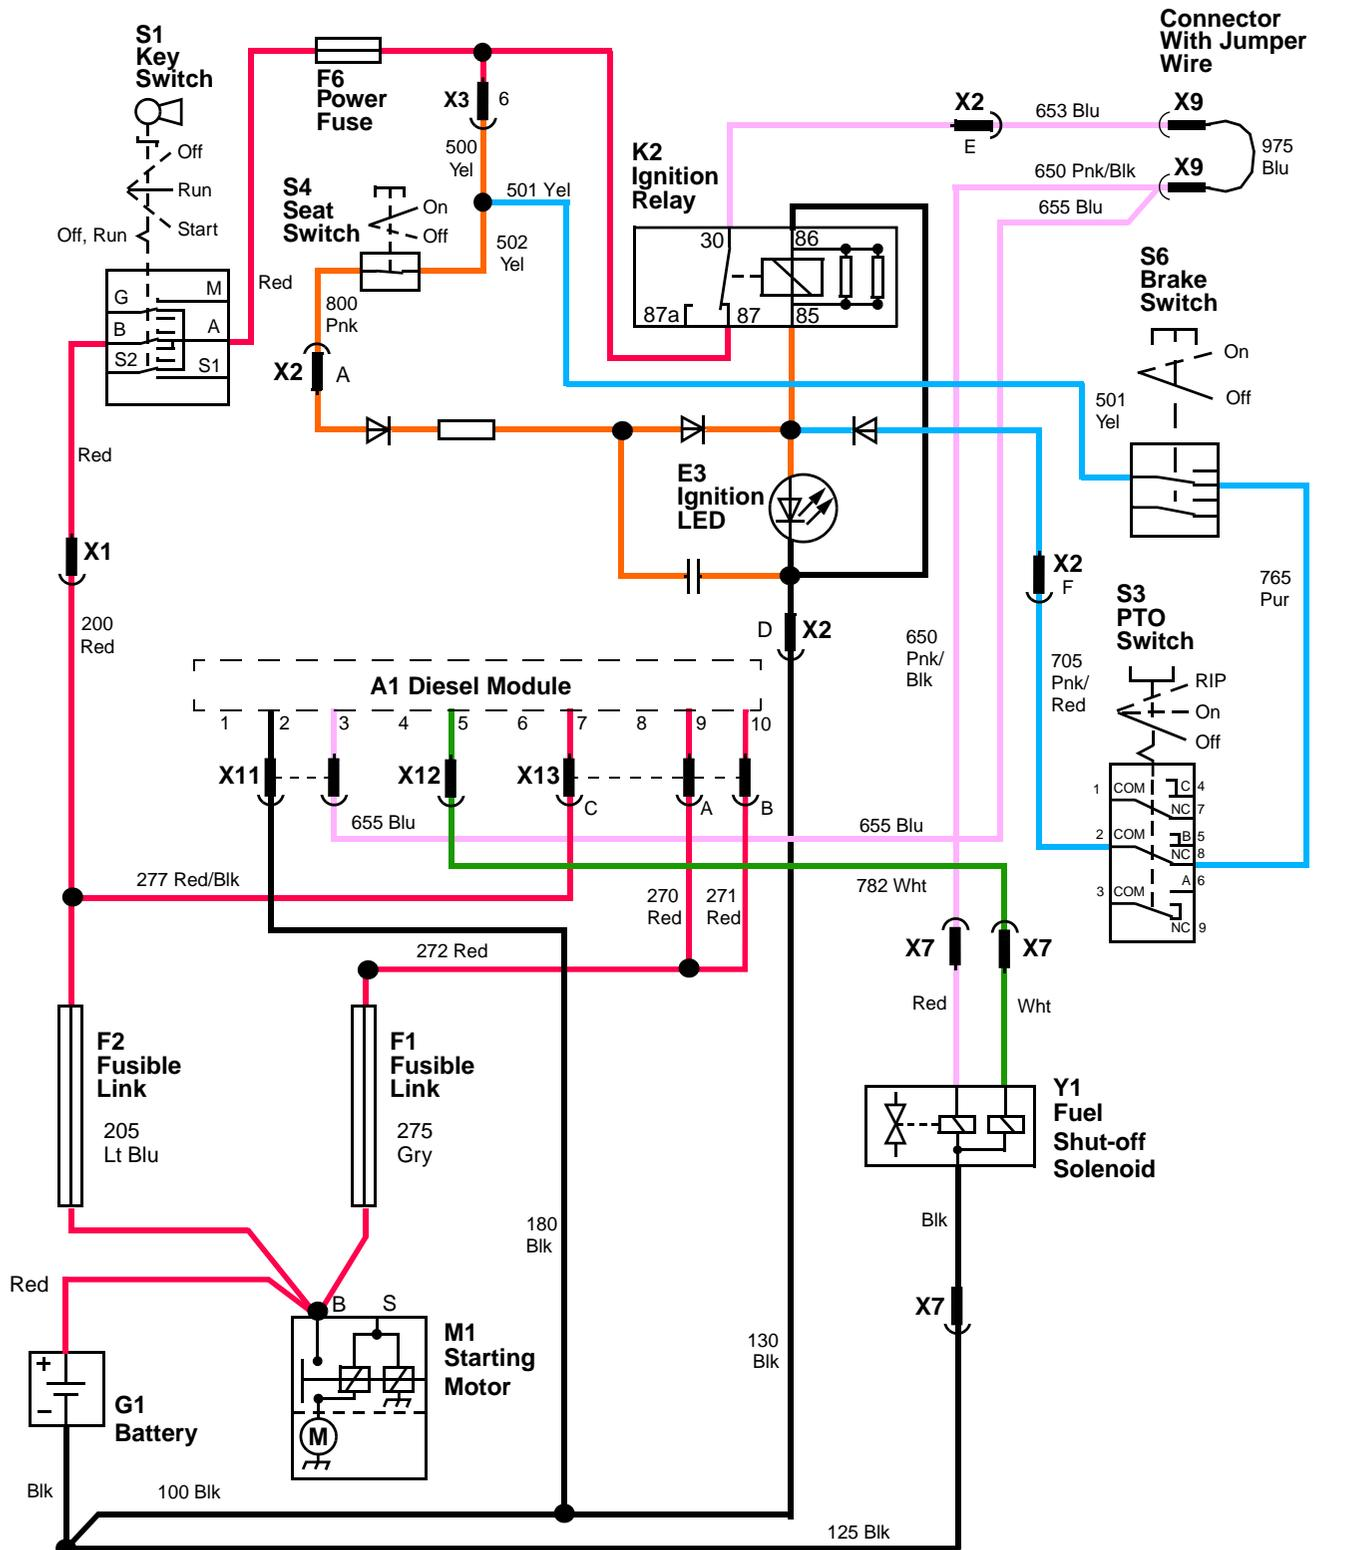 S1
Key
Switch
F6
Power
Fuse
X3
6
500
Yel
501 Yel
S4
Seat
Switch
On
Off
502
Yel
Off
Run
Start
Off, Run
G
M
B
A
S2
S1
Red
800
Pnk
X2
A
K2
Ignition
Relay
30
86
87a
87
85
X2
E
653 Blu
Connector
With Jumper
Wire
X9
975
Blu
650 Pnk/Blk
X9
655 Blu
S6
Brake
Switch
On
Off
501
Yel
Red
E3
Ignition
LED
X1
200
Red
X2
F
765
Pur
S3
PTO
Switch
D
X2
650
Pnk/
Blk
705
Pnk/
Red
RIP
On
Off
A1 Diesel Module
1
2
3
4
5
6
7
8
9
10
X11
X12
X13
C
A
B
1
COM
C
4
NC
7
2
COM
B
5
NC
8
A
6
3
COM
NC
9
655 Blu
655 Blu
277 Red/Blk
270
Red
271
Red
782 Wht
272 Red
X7
X7
Red
Wht
F2
Fusible
Link
205
Lt Blu
F1
Fusible
Link
275
Gry
Y1
Fuel
Shut-off
Solenoid
180
Blk
Blk
Red
B
S
X7
M1
Starting
Motor
130
Blk
+
−
G1
Battery
M
Blk
100 Blk
125 Blk